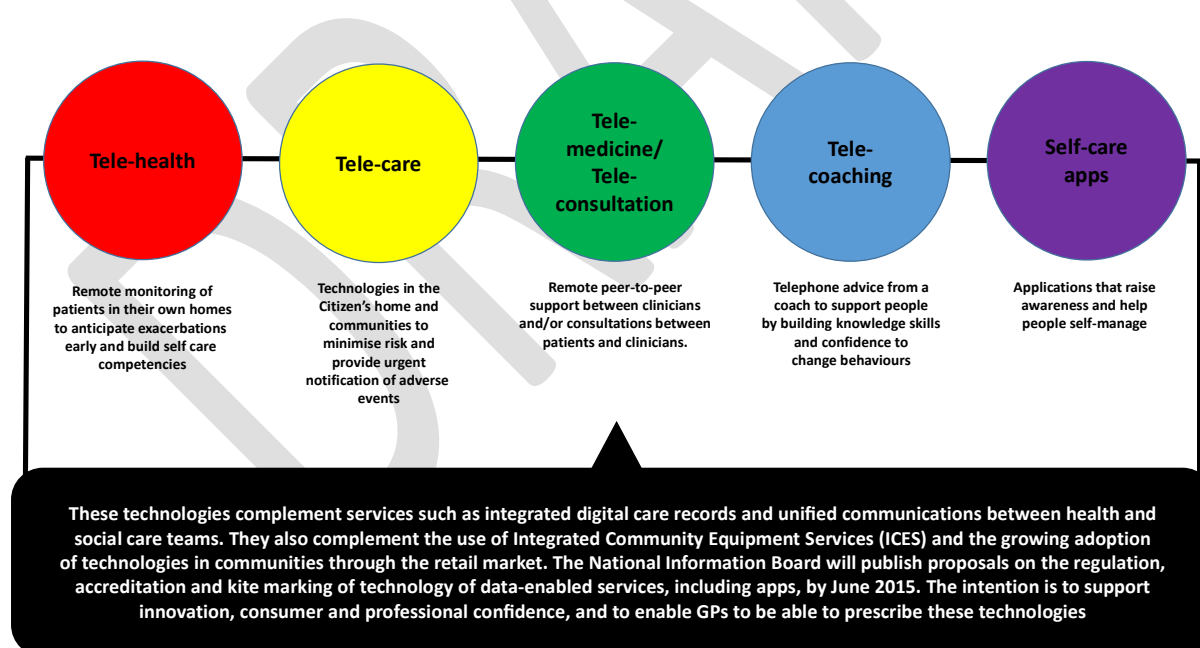 Tele-health
Tele-care
Tele-
medicine/
Tele-
consultation
Tele-
coaching
Self-care
apps
Remote monitoring of
patients in their own homes
to anticipate exacerbations
early and build self care
competencies
Technologies in the
Citizen's home and
communities to
minimise risk and
provide urgent
notification of adverse
events
Remote peer-to-peer
support between clinicians
and/or consultations between
patients and clinicians.
Telephone advice from a
coach to support people
by building knowledge skills
and confidence to
change behaviours
Applications that raise
awareness and help
people self-manage
These technologies complement services such as integrated digital care records and unified communications between health and
social care teams. They also complement the use of Integrated Community Equipment Services (ICES) and the growing adoption
of technologies in communities through the retail market. The National Information Board will publish proposals on the regulation,
accreditation and kite marking of technology of data-enabled services, including apps, by June 2015. The intention is to support
innovation, consumer and professional confidence, and to enable GPs to be able to prescribe these technologies